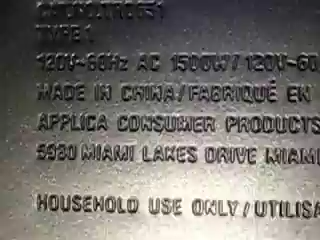 TYPE 1
120V~60Hz AC 1500W/120V~60
MADE IN CHINA/FABRIQUÉ EN
APPLICA CONSUMER PRODUCTS
5980 MIAMI LAKES DRIVE MIAMI
HOUSEHOLD USE ONLY/UTILISA